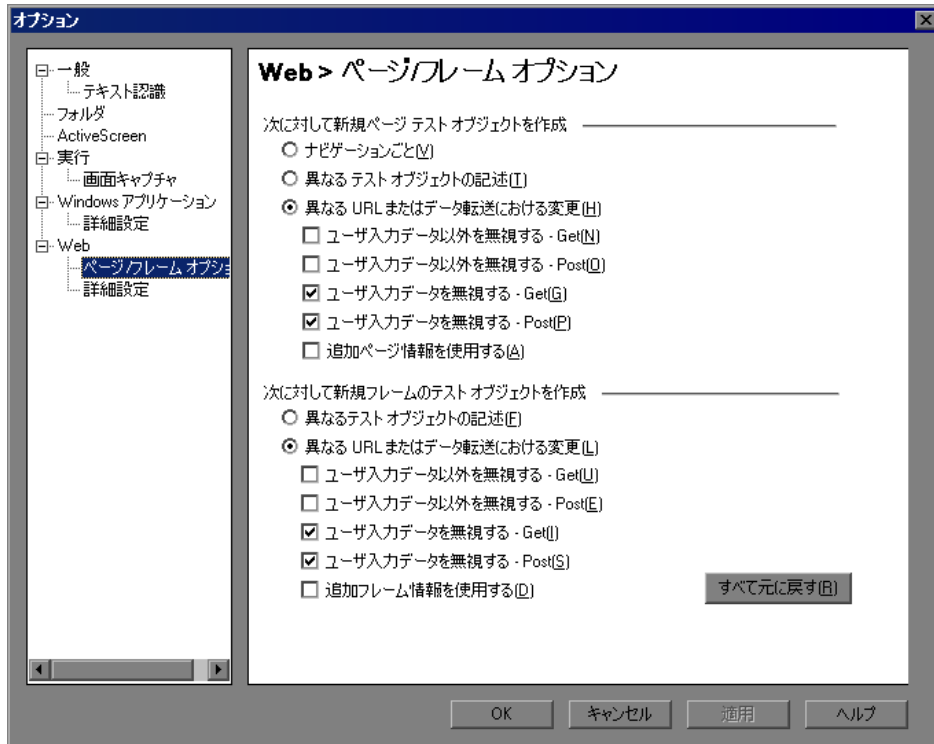 オプション
一般
テキスト認識
フォルダ
ActiveScreen
実行
画面キャプチャ
Windows アプリケーション
詳細設定
Web
ページ/フレーム オプショ
詳細設定
Web > ページ/フレーム オプション
次に対して新規ページ テスト オブジェクトを作成
ナビゲーションごと(V)
異なる テスト オブジェクトの記述(T)
異なる URL またはデータ転送における変更(H)
ユーザ入力データ以外を無視する - Get(N)
ユーザ入力データ以外を無視する - Post(O)
ユーザ入力データを無視する - Get(G)
ユーザ入力データを無視する - Post(P)
追加ページ情報を使用する(A)
次に対して新規フレームのテスト オブジェクトを作成
異なるテスト オブジェクトの記述(F)
異なる URL またはデータ転送における変更(L)
ユーザ入力データ以外を無視する - Get(U)
ユーザ入力データ以外を無視する - Post(E)
ユーザ入力データを無視する - Get(I)
ユーザ入力データを無視する - Post(S)
追加フレーム情報を使用する(D)
すべて元に戻す(R)
OK
キャンセル
適用
ヘルプ